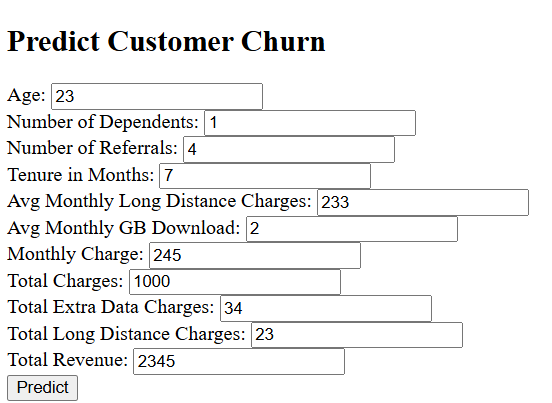 Predict Customer Churn
Age: 23
Number of Dependents: 1
Number of Referrals: 4
Tenure in Months: 7
Avg Monthly Long Distance Charges: 233
Avg Monthly GB Download: 2
Monthly Charge: 245
Total Charges: 1000
Total Extra Data Charges: 34
Total Long Distance Charges: 23
Total Revenue: 2345
Predict